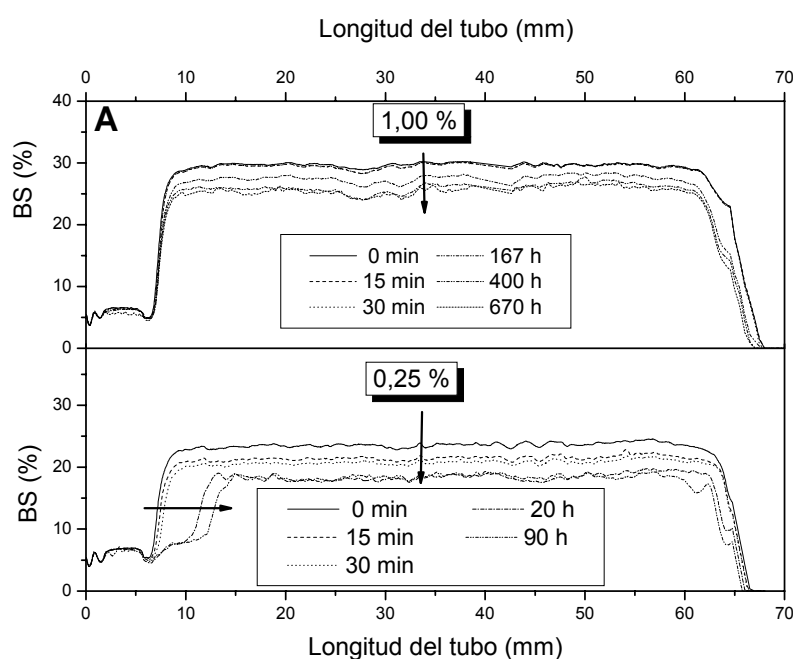 Longitud del tubo (mm)
0 10 20 30 40 50 60 70
40
30
20
10
0
BS (%)
A
1,00 %
0 min 167 h
15 min 400 h
30 min 670 h
30
20
10
0
BS (%)
0,25 %
0 min 20 h
15 min 90 h
30 min
0 10 20 30 40 50 60 70
Longitud del tubo (mm)